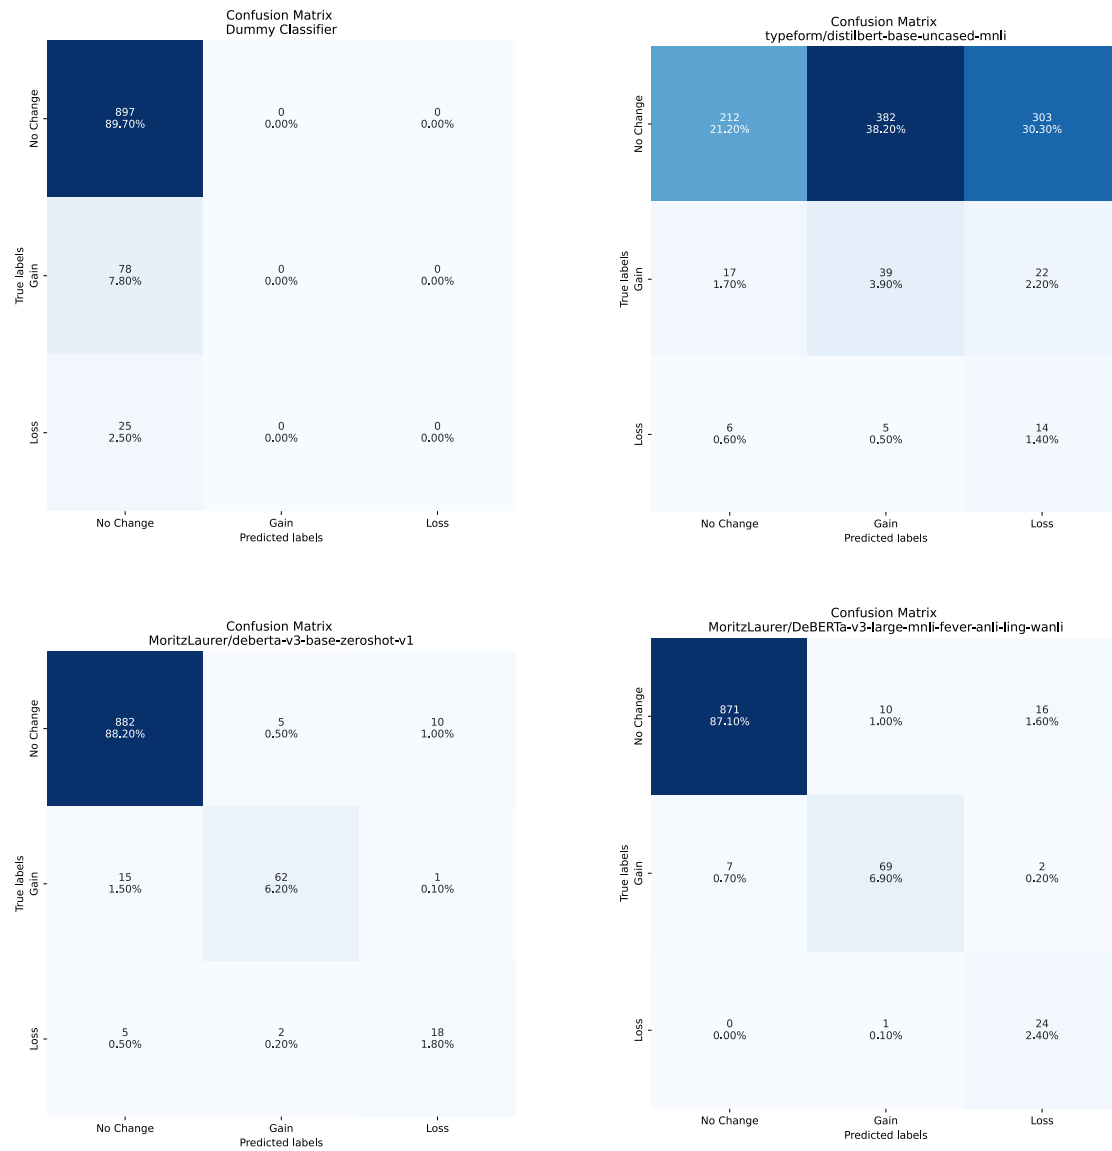 Confusion Matrix
Dummy Classifier
True labels
No Change
Gain
Loss
897
89.70%
0
0.00%
0
0.00%
78
7.80%
0
0.00%
0
0.00%
25
2.50%
0
0.00%
0
0.00%
No Change
Gain
Loss
Predicted labels
Confusion Matrix
typeform/distilbert-base-uncased-mnli
True labels
No Change
Gain
Loss
212
21.20%
382
38.20%
303
30.30%
17
1.70%
39
3.90%
22
2.20%
6
0.60%
5
0.50%
14
1.40%
No Change
Gain
Loss
Predicted labels
Confusion Matrix
MoritzLaurer/deberta-v3-base-zeroshot-v1
True labels
No Change
Gain
Loss
882
88.20%
5
0.50%
10
1.00%
15
1.50%
62
6.20%
1
0.10%
5
0.50%
2
0.20%
18
1.80%
No Change
Gain
Loss
Predicted labels
Confusion Matrix
MoritzLaurer/DeBERTa-v3-large-mnli-fever-anli-ling-wanli
True labels
No Change
Gain
Loss
871
87.10%
10
1.00%
16
1.60%
7
0.70%
69
6.90%
2
0.20%
0
0.00%
1
0.10%
24
2.40%
No Change
Gain
Loss
Predicted labels